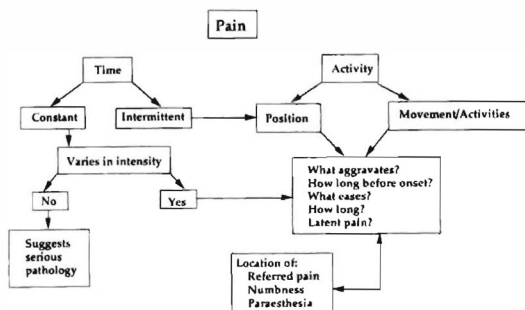 Pain
Time
Activity
Constant
Intermittent
Position
Movement/Activities
Varies in intensity
No
Yes
What aggravates?
How long before onset?
What eases?
How long?
Latent pain?
Suggests
serious
pathology
Location of:
Referred pain
Numbness
Paraesthesia